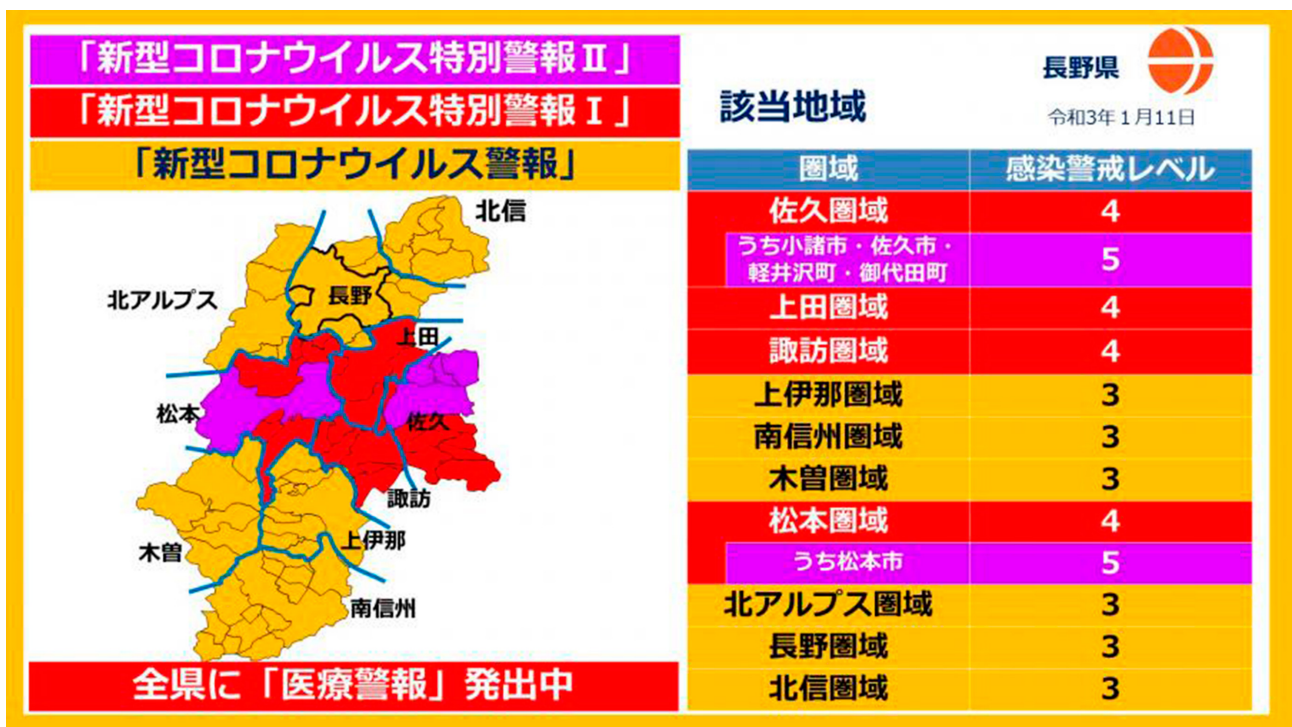 「新型コロナウイルス特別警報Ⅱ」
「新型コロナウイルス特別警報Ⅰ」
「新型コロナウイルス警報」
北信
長野
北アルプス
上田
松本
佐久
諏訪
上伊那
木曽
南信州
全県に「医療警報」発出中
長野県
令和3年1月11日
該当地域
圏域 感染警戒レベル
佐久圏域 4
うち小諸市・佐久市・
軽井沢町・御代田町 5
上田圏域 4
諏訪圏域 4
上伊那圏域 3
南信州圏域 3
木曽圏域 3
松本圏域 4
うち松本市 5
北アルプス圏域 3
長野圏域 3
北信圏域 3